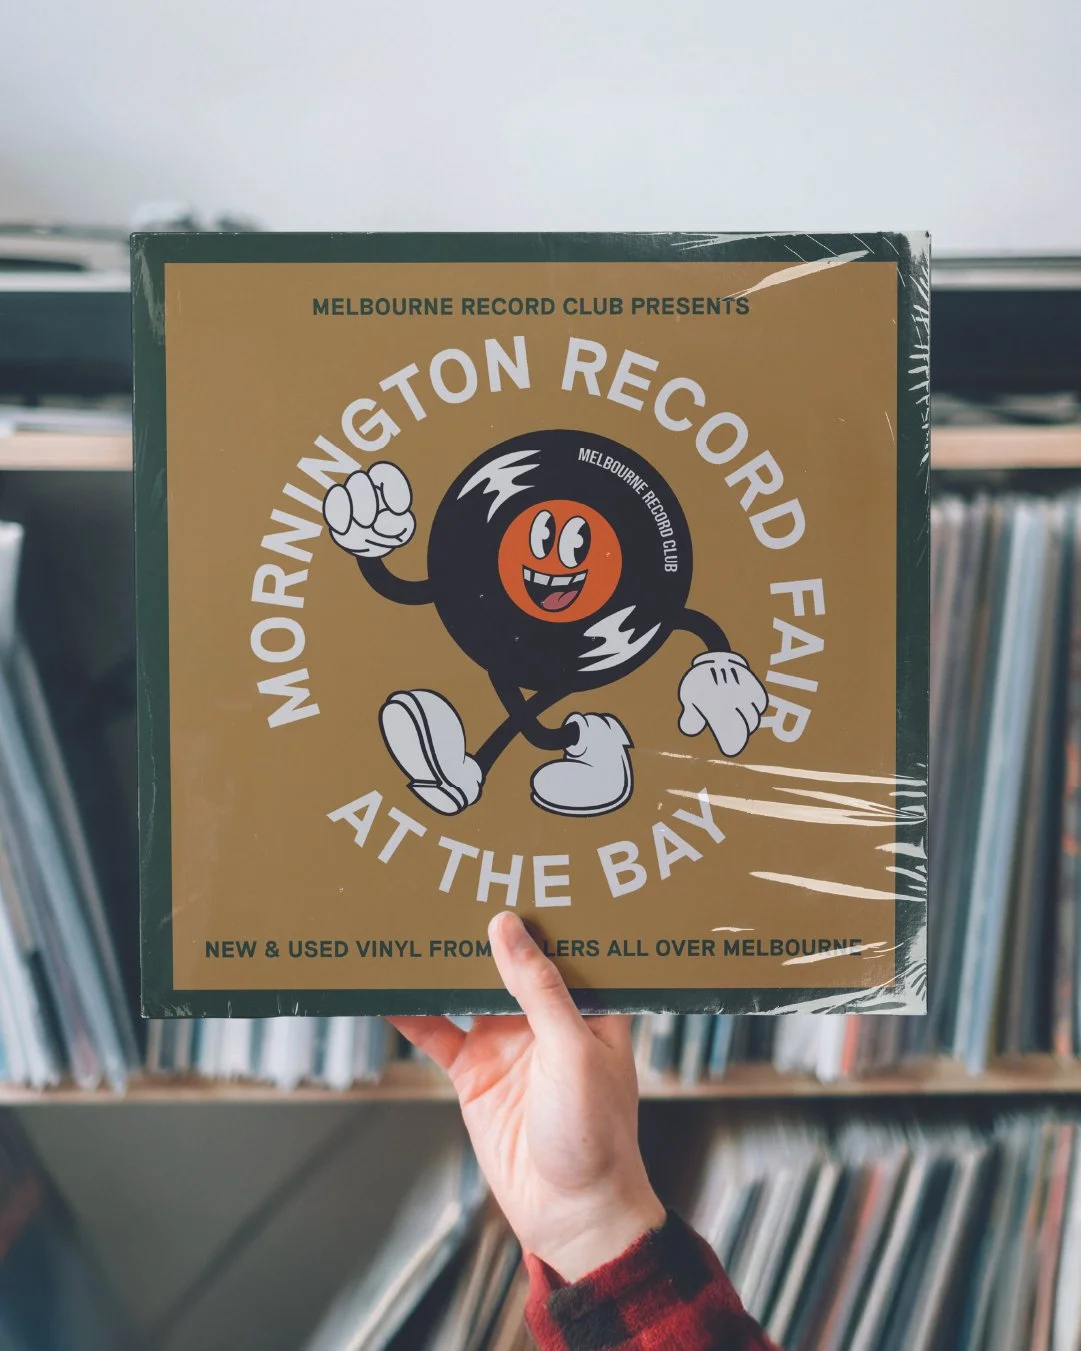 MELBOURNE RECORD CLUB PRESENTS
MORNINGTON RECORD FAIR
MELBOURNE RECORD CLUB
AT THE BAY
NEW & USED VINYL FROM LERS ALL OVER MELBOURNE